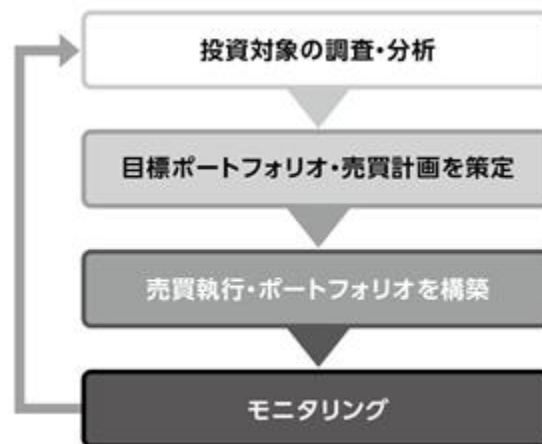 投資対象の調査・分析
目標ポートフォリオ・売買計画を策定
売買執行・ポートフォリオを構築
モニタリング